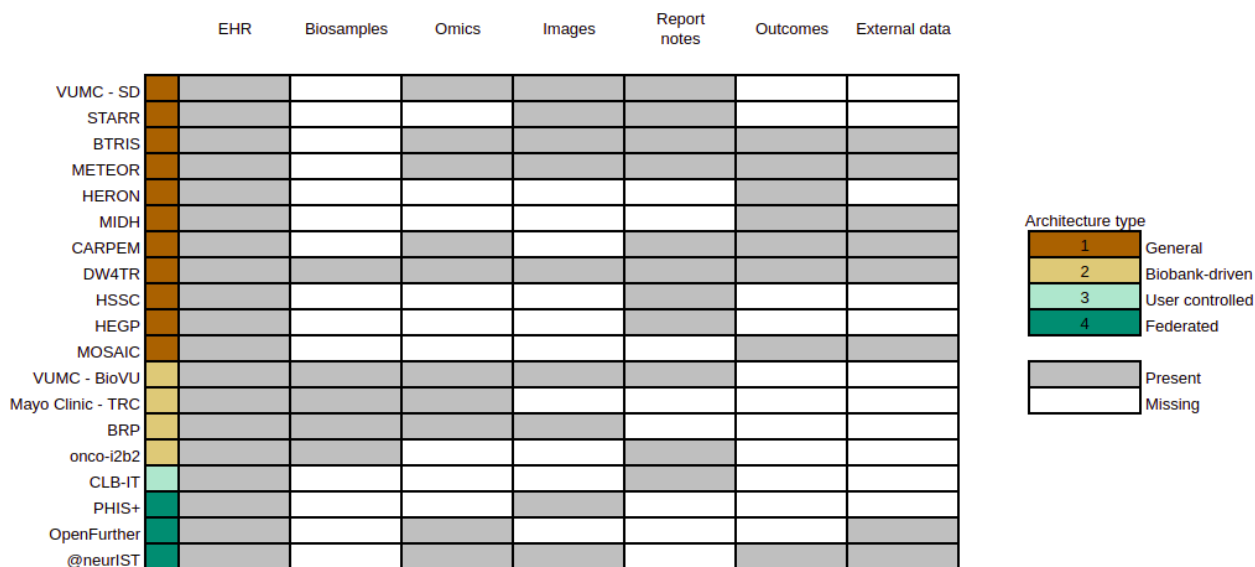 EHR Biosamples Omics Images Report notes Outcomes External data
VUMC - SD
STARR
BTRIS
METEOR
HERON
MIDH
CARPEM
DW4TR
HSSC
HEGP
MOSAIC
VUMC - BioVU
Mayo Clinic - TRC
BRP
onco-i2b2
CLB-IT
PHIS+
OpenFurther
@neurIST
Architecture type
1 General
2 Biobank-driven
3 User controlled
4 Federated
Present
Missing